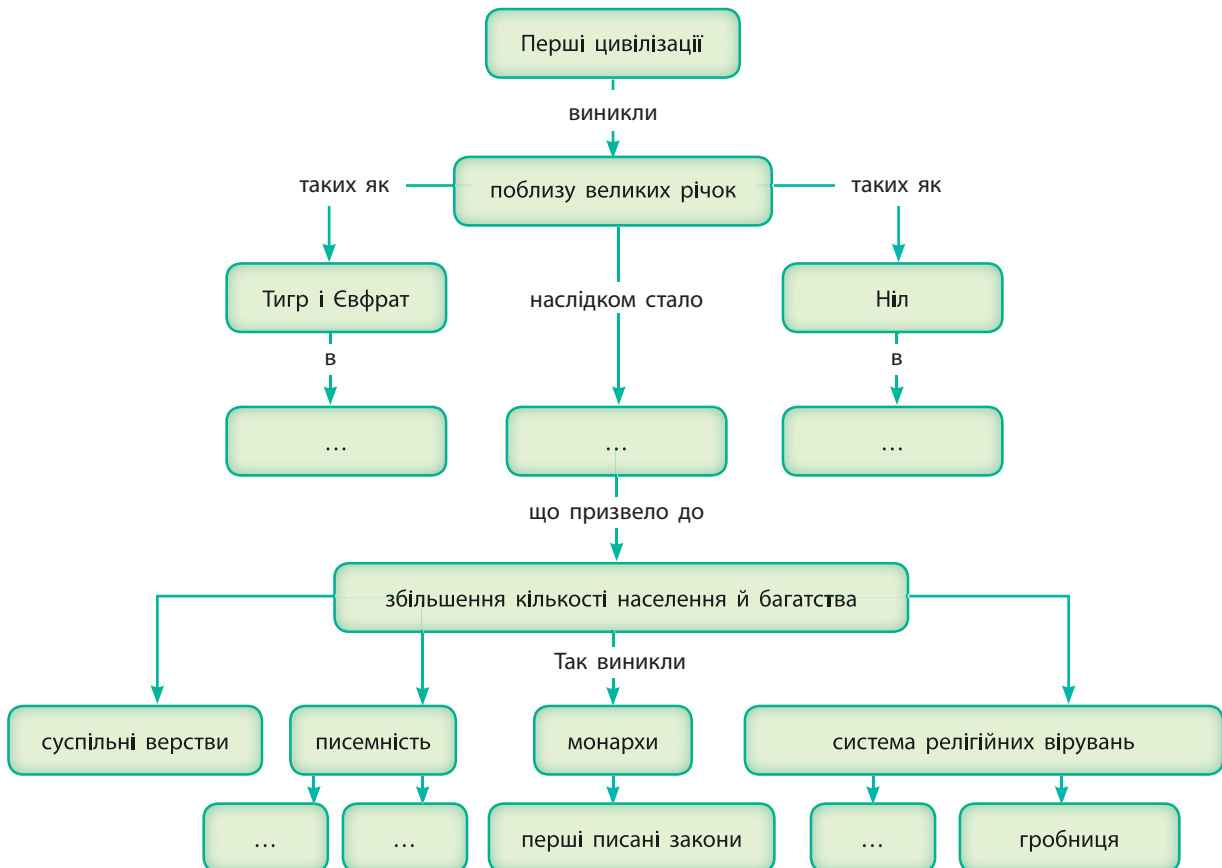 Перші цивілізації
виникли
таких як
поблизу великих річок
таких як
Тигр і Євфрат
наслідком стало
Ніл
в
в
…
…
…
що призвело до
збільшення кількості населення й багатства
Так виникли
суспільні верстви
писемність
монархи
система релігійних вірувань
…
…
перші писані закони
…
гробниця